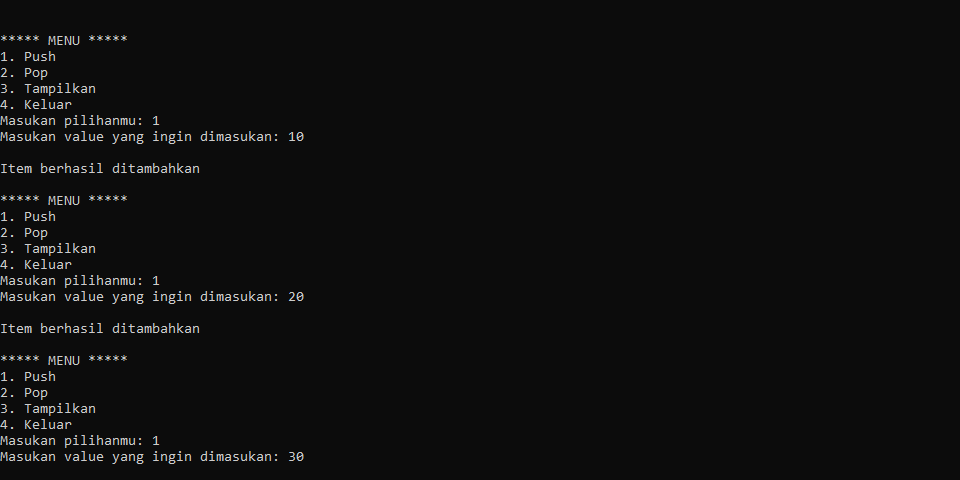 ***** MENU *****
1. Push
2. Pop
3. Tampilkan
4. Keluar
Masukan pilihanmu: 1
Masukan value yang ingin dimasukan: 10
Item berhasil ditambahkan
***** MENU *****
1. Push
2. Pop
3. Tampilkan
4. Keluar
Masukan pilihanmu: 1
Masukan value yang ingin dimasukan: 20
Item berhasil ditambahkan
***** MENU *****
1. Push
2. Pop
3. Tampilkan
4. Keluar
Masukan pilihanmu: 1
Masukan value yang ingin dimasukan: 30